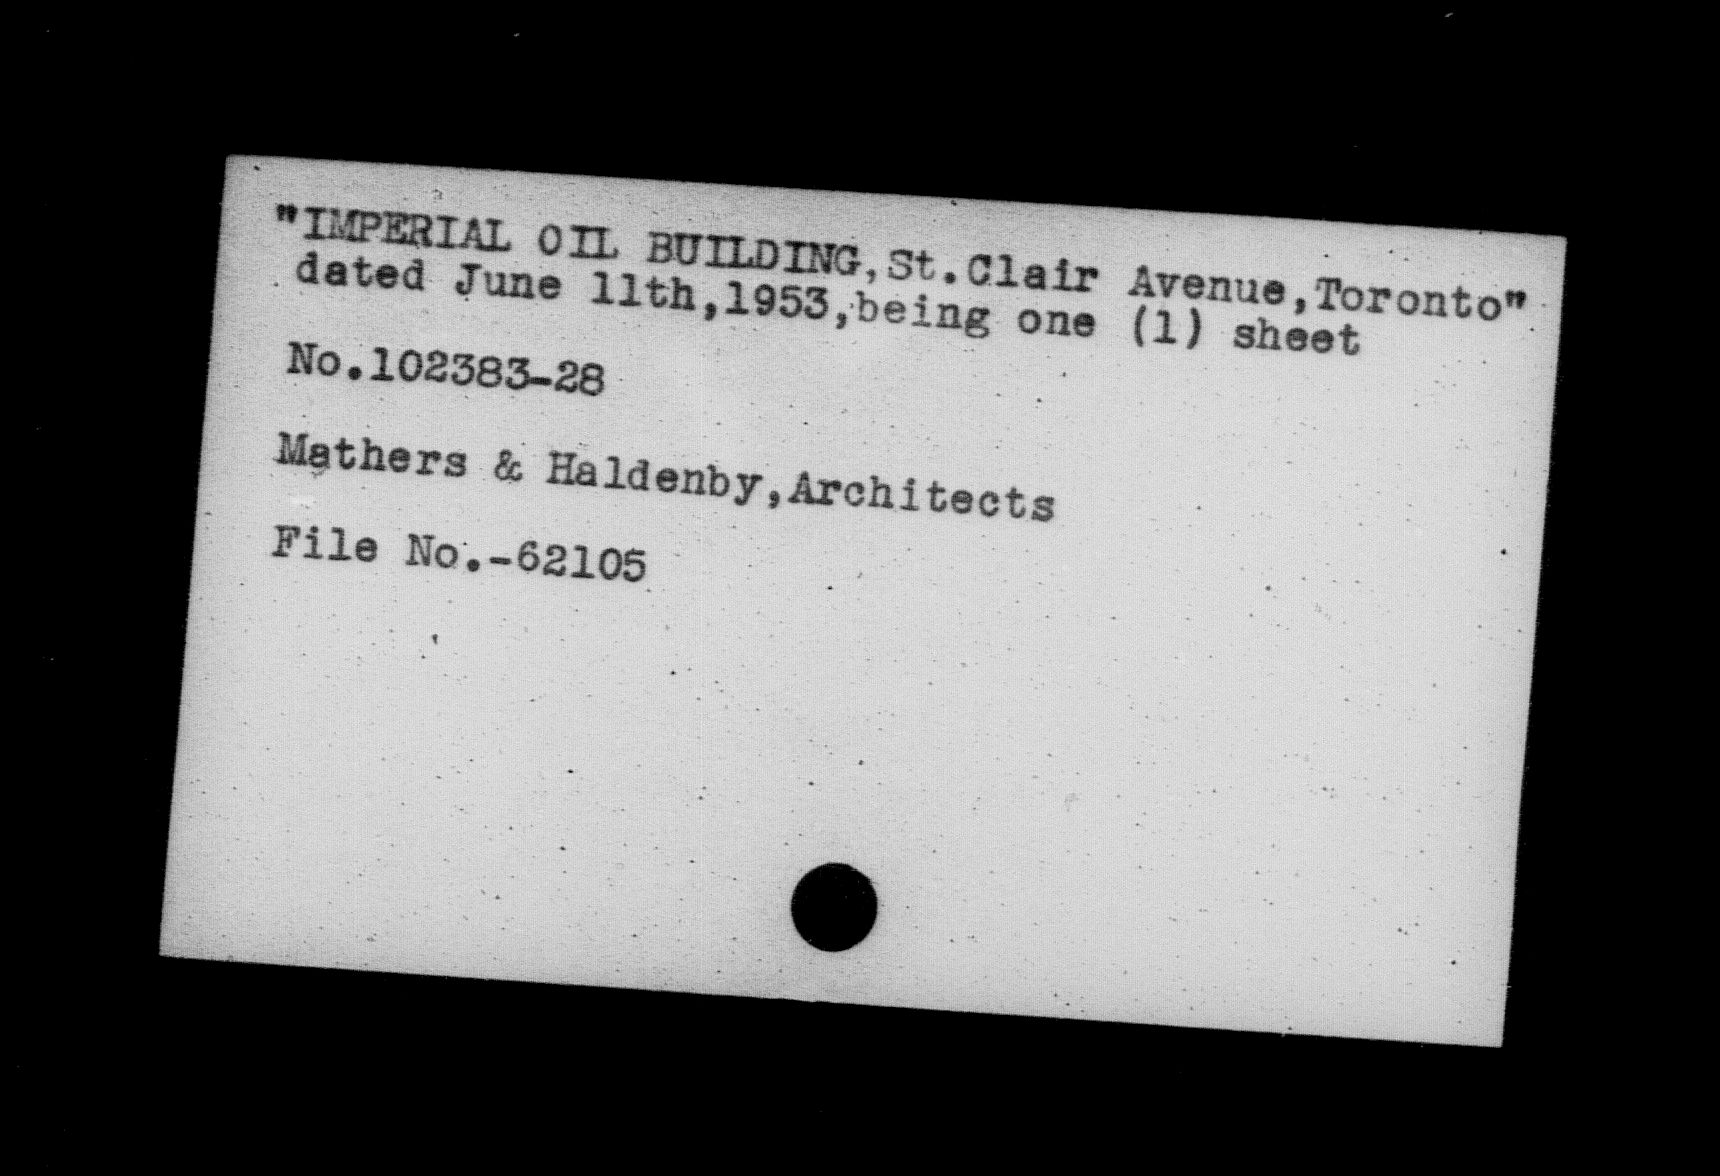 "IMPERIAL OIL BUILDING,St.Clair Avenue,Toronto"
dated June 11th,1953,being one (1) sheet
No.102383-28
Mathers & Haldenby,Architects
File No.-62105